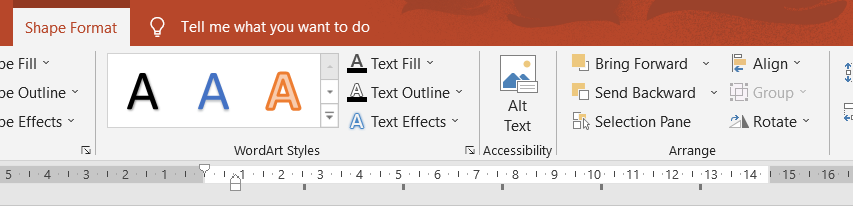 Shape Format Tell me what you want to do
pe Fill A A A Text Fill Bring Forward Align
pe Outline Text Outline Alt Text Send Backward Group
pe Effects Text Effects Selection Pane Rotate
WordArt Styles Accessibility Arrange
5 4 3 2 1 1 2 3 4 5 6 7 8 9 10 11 12 13 14 15 16